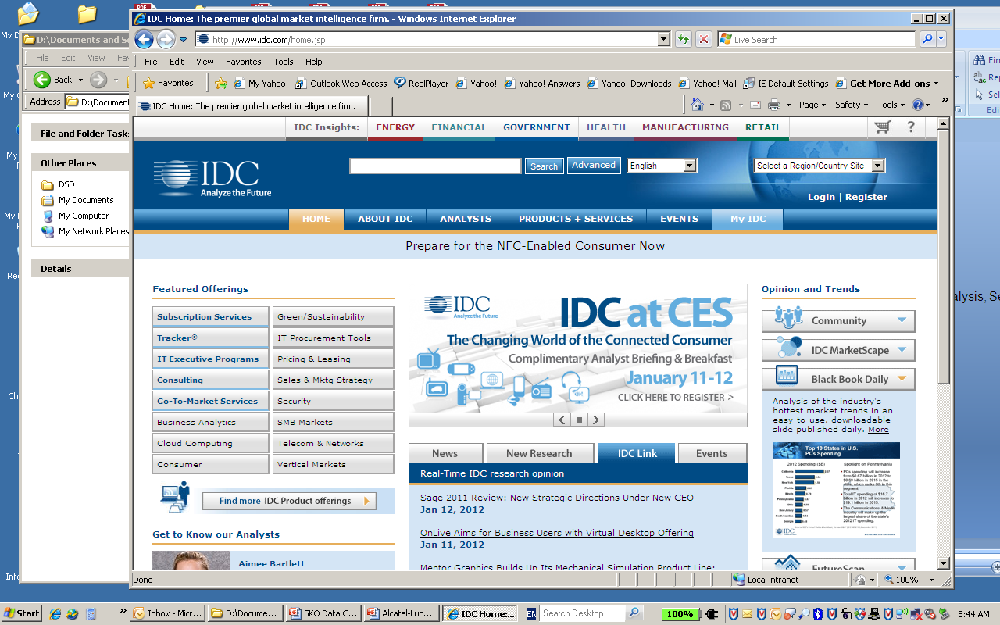 IDC Home: The premier global market intelligence firm. - Windows Internet Explorer
D:\Documents and Se
http://www.idc.com/home.jsp
Live Search
File Edit View Fav
File Edit View Favorites Tools Help
Back
Favorites My Yahoo! Outlook Web Access RealPlayer Yahoo! Yahoo! Answers Yahoo! Downloads Yahoo! Mail IE Default Settings Get More Add-ons
Address D:\Document
IDC Home: The premier global market intelligence firm.
Page Safety Tools
File and Folder Tasks
Other Places
DSD
My Documents
My Computer
My Network Places
Details
IDC Insights: ENERGY FINANCIAL GOVERNMENT HEALTH MANUFACTURING RETAIL ?
IDC
Analyze the Future
Search Advanced English Select a Region/Country Site
Login | Register
HOME ABOUT IDC ANALYSTS PRODUCTS + SERVICES EVENTS My IDC
Prepare for the NFC-Enabled Consumer Now
Featured Offerings
Subscription Services Green/Sustainability
Tracker® IT Procurement Tools
IT Executive Programs Pricing & Leasing
Consulting Sales & Mktg Strategy
Go-To-Market Services Security
Business Analytics SMB Markets
Cloud Computing Telecom & Networks
Consumer Vertical Markets
Find more IDC Product offerings
Get to Know our Analysts
Aimee Bartlett
IDC
Analyze the Future
IDC at CES
The Changing World of the Connected Consumer
Complimentary Analyst Briefing & Breakfast
January 11-12
CLICK HERE TO REGISTER >
News New Research IDC Link Events
Real-Time IDC research opinion
Sage 2011 Review: New Strategic Directions Under New CEO
Jan 12, 2012
OnLive Aims for Business Users with Virtual Desktop Offering
Jan 11, 2012
Mentor Graphics Builds Up Its Mechanical Simulation Product Line:
Opinion and Trends
Community
IDC MarketScape
Black Book Daily
Analysis of the industry's
hottest market trends in an
easy-to-use, downloadable
slide published daily. More
Top 10 States in U.S.
PCs Spending
2012 Spending ($B) Spotlight on Pennsylvania
FutureScan
alysis, Se
Done Local intranet 100%
Start Inbox - Micr... D:\Docume... SKO Data C... Alcatel-Luc... IDC Home:... EN Search Desktop 100% 8:44 AM